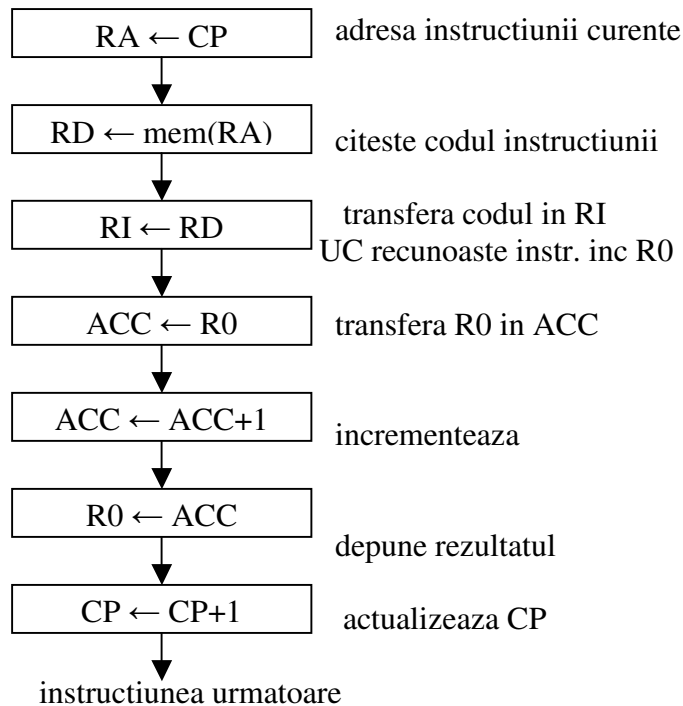 RA ← CP
adresa instructiunii curente
RD ← mem(RA)
citeste codul instructiunii
RI ← RD
transfera codul in RI
UC recunoaste instr. inc R0
ACC ← R0
transfera R0 in ACC
ACC ← ACC+1
incrementeaza
R0 ← ACC
depune rezultatul
CP ← CP+1
actualizeaza CP
instructiunea urmatoare